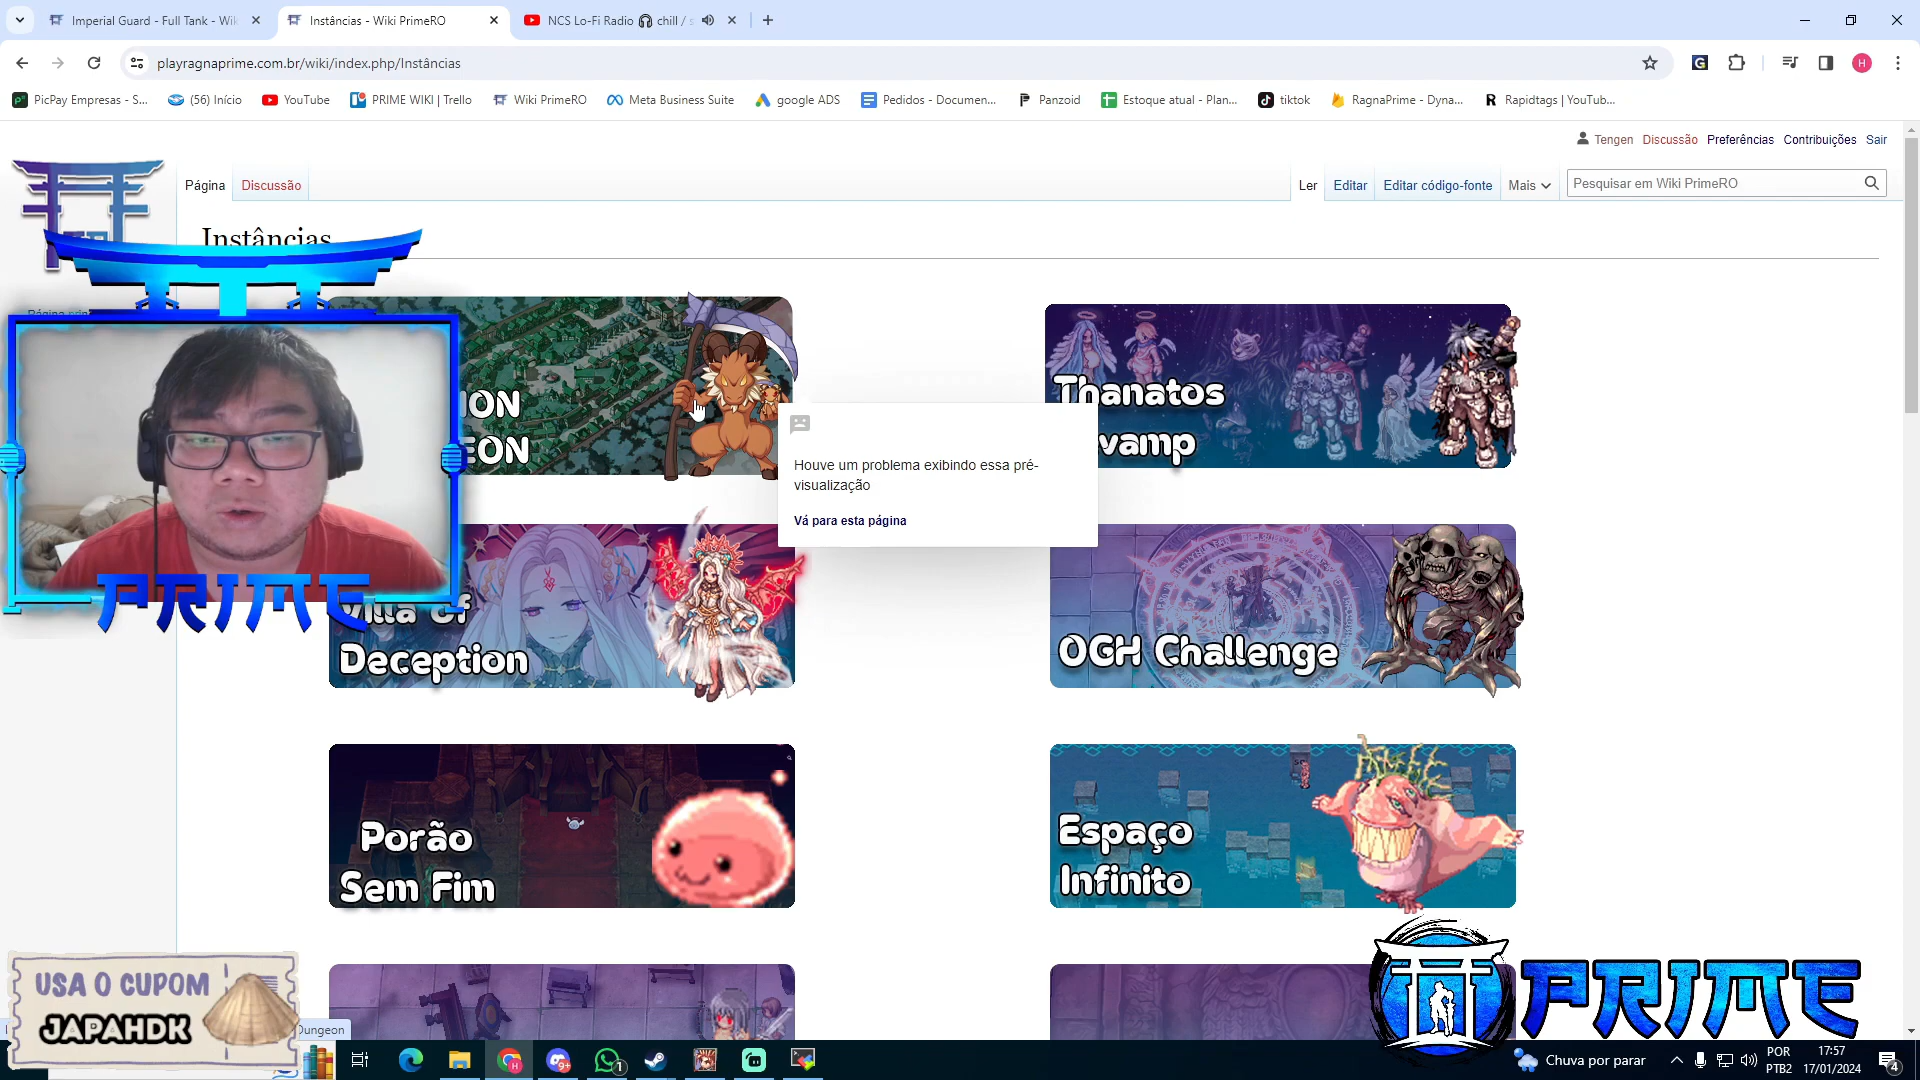 Imperial Guard - Full Tank - Wi
Instâncias - Wiki PrimeRO
NCS Lo-Fi Radio 🎧 chill / s
playragnaprime.com.br/wiki/index.php/Instâncias
PicPay Empresas - S...
(56) Início
YouTube
PRIME WIKI | Trello
Wiki PrimeRO
Meta Business Suite
google ADS
Pedidos - Documen...
Panzoid
Estoque atual - Plan...
tiktok
RagnaPrime - Dyna...
Rapidtags | YouTub...
Tengen
Discussão
Preferências
Contribuições
Sair
Página
Discussão
Ler
Editar
Editar código-fonte
Mais
Pesquisar em Wiki PrimeRO
Instâncias
ION
EON
Thanatos
vamp
Houve um problema exibindo essa pré-
visualização
Vá para esta página
PRIME
Villa Of
Deception
OGH Challenge
Porão
Sem Fim
Espaço
Infinito
USA O CUPOM
JAPAHDK
Dungeon
PRIME
Chuva por parar
POR
PTB2
17:57
17/01/2024